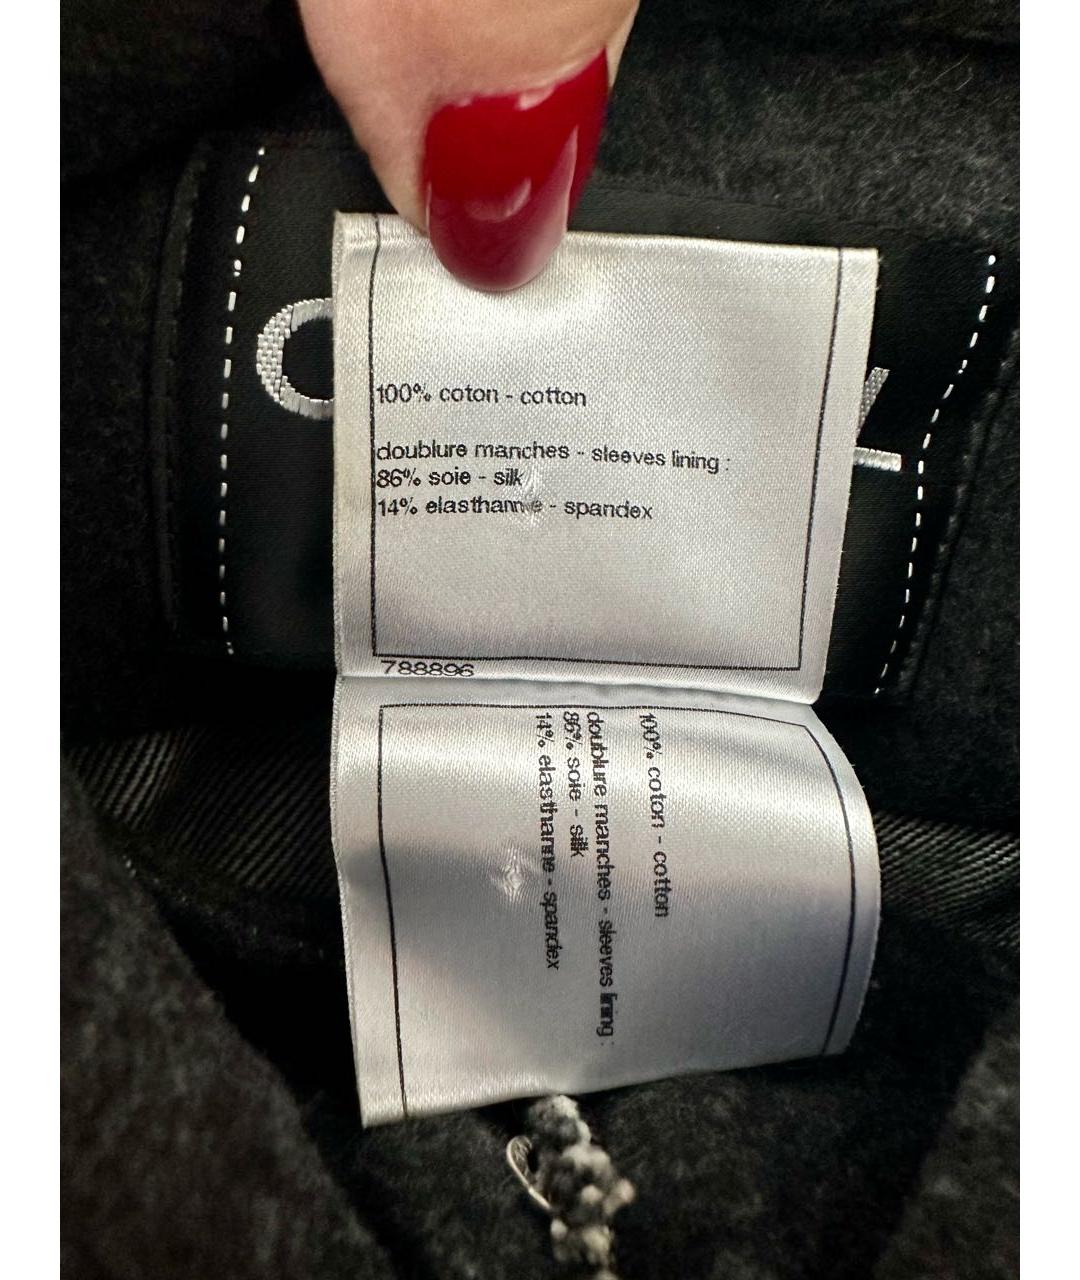 100% coton - cotton
doublure manches - sleeves lining :
86% soie - silk
14% elasthanne - spandex
788896
100% coton - cotton
doublure manches - sleeves lining :
86% soie - silk
14% elasthanne - spandex